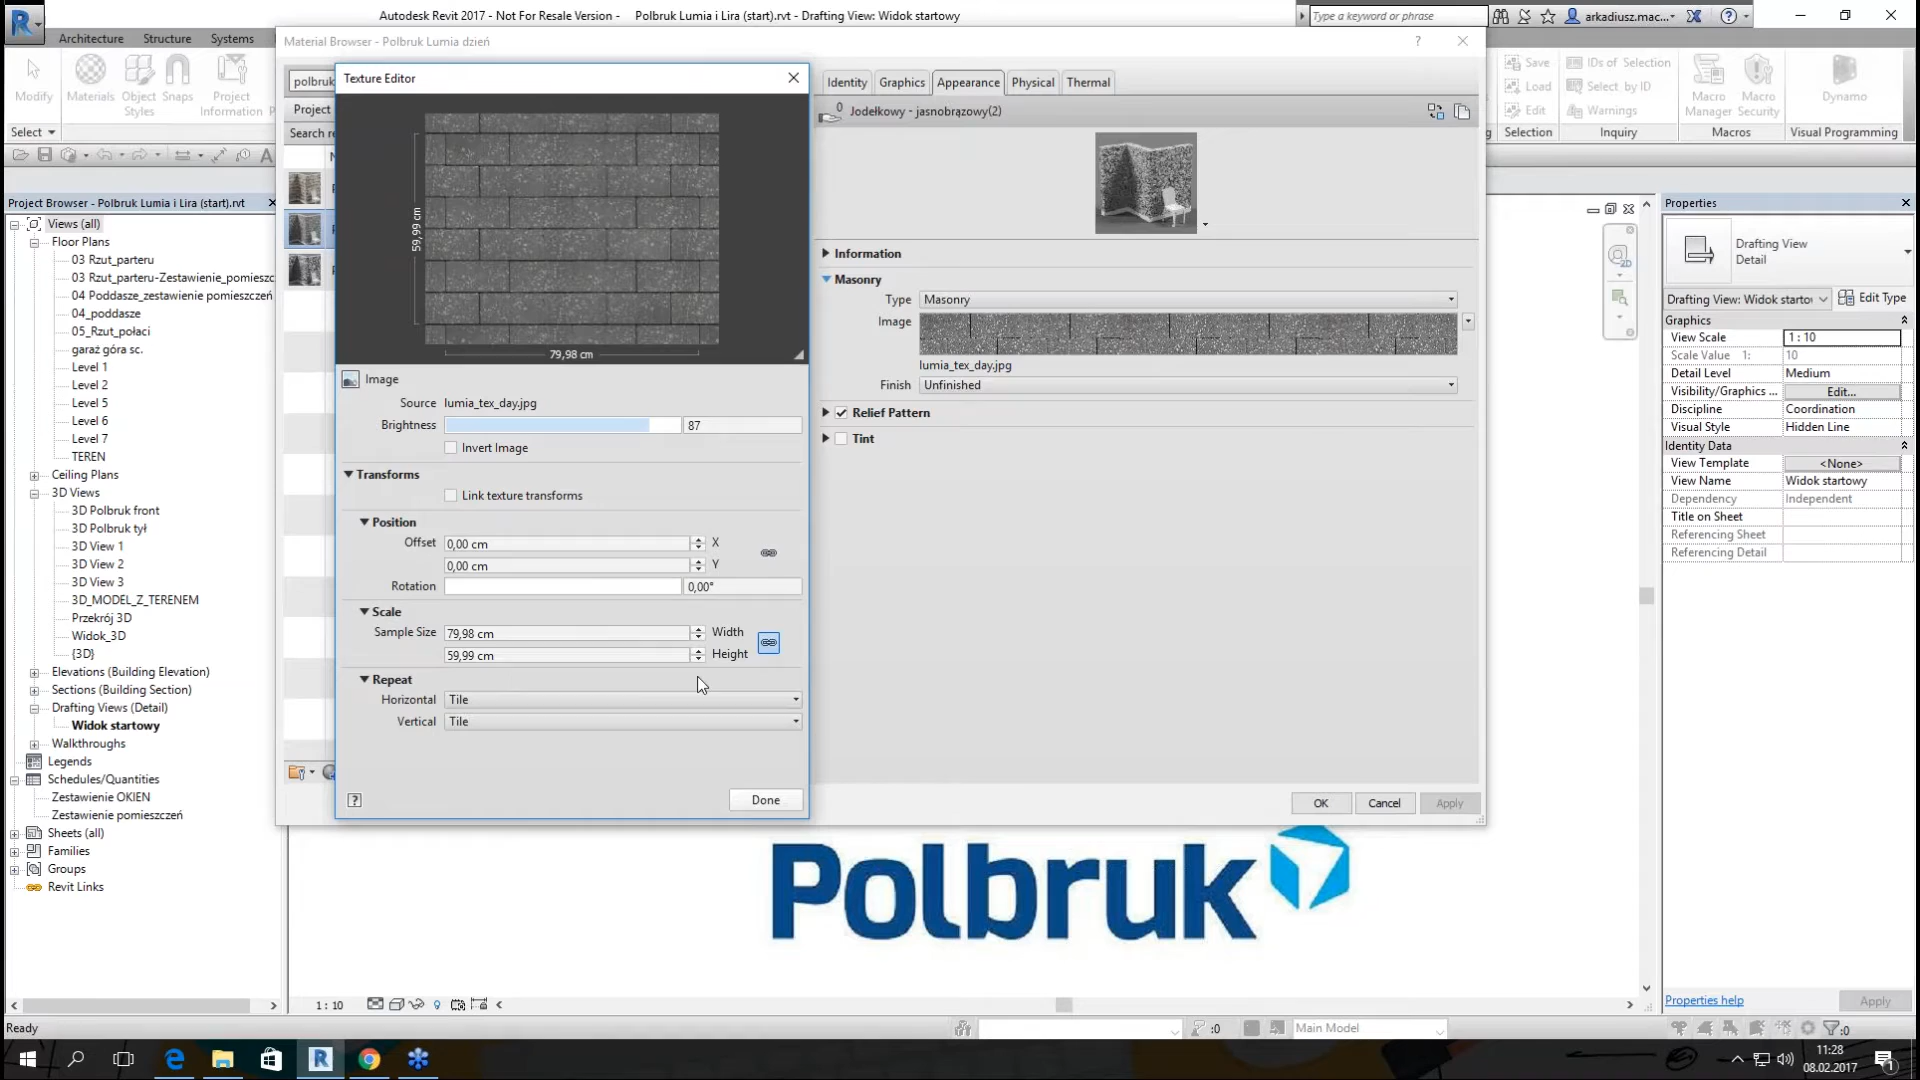 Autodesk Revit 2017 - Not For Resale Version - Polbruk Lumia i Lira (start).rvt - Drafting View: Widok startowy
Type a keyword or phrase
arkadiusz.mac...
Architecture Structure Systems
Modify
Materials
Object Styles
Snaps
Project Information
Select
Save
Load
Edit
Selection
IDs of Selection
Select by ID
Warnings
Inquiry
Macro Manager
Macro Security
Macros
Dynamo
Visual Programming
Project Browser - Polbruk Lumia i Lira (start).rvt
Views (all)
Floor Plans
03 Rzut_parteru
03 Rzut_parteru-Zestawienie_pomieszc
04 Poddasze_zestawienie pomieszczeń
04_poddasze
05_Rzut_połaci
garaż góra sc.
Level 1
Level 2
Level 5
Level 6
Level 7
TEREN
Ceiling Plans
3D Views
3D Polbruk front
3D Polbruk tył
3D View 1
3D View 2
3D View 3
3D_MODEL_Z_TERENEM
Przekrój 3D
Widok_3D
{3D}
Elevations (Building Elevation)
Sections (Building Section)
Drafting Views (Detail)
Widok startowy
Walkthroughs
Legends
Schedules/Quantities
Zestawienie OKIEN
Zestawienie pomieszczeń
Sheets (all)
Families
Groups
Revit Links
Material Browser - Polbruk Lumia dzień
polbruk
Project
Search re
Texture Editor
59,99 cm
79,98 cm
Image
Source lumia_tex_day.jpg
Brightness 87
Invert Image
Transforms
Link texture transforms
Position
Offset 0,00 cm X
0,00 cm Y
Rotation 0,00°
Scale
Sample Size 79,98 cm Width
59,99 cm Height
Repeat
Horizontal Tile
Vertical Tile
Done
Identity Graphics Appearance Physical Thermal
0
Jodełkowy - jasnobrązowy(2)
Information
Masonry
Type Masonry
Image
lumia_tex_day.jpg
Finish Unfinished
Relief Pattern
Tint
OK Cancel Apply
Polbruk
Properties
Drafting View
Detail
Drafting View: Widok startov Edit Type
Graphics
View Scale 1 : 10
Scale Value 1: 10
Detail Level Medium
Visibility/Graphics ... Edit...
Discipline Coordination
Visual Style Hidden Line
Identity Data
View Template <None>
View Name Widok startowy
Dependency Independent
Title on Sheet
Referencing Sheet
Referencing Detail
Properties help Apply
1 : 10
Ready
:0
Main Model
:0
11:28
08.02.2017